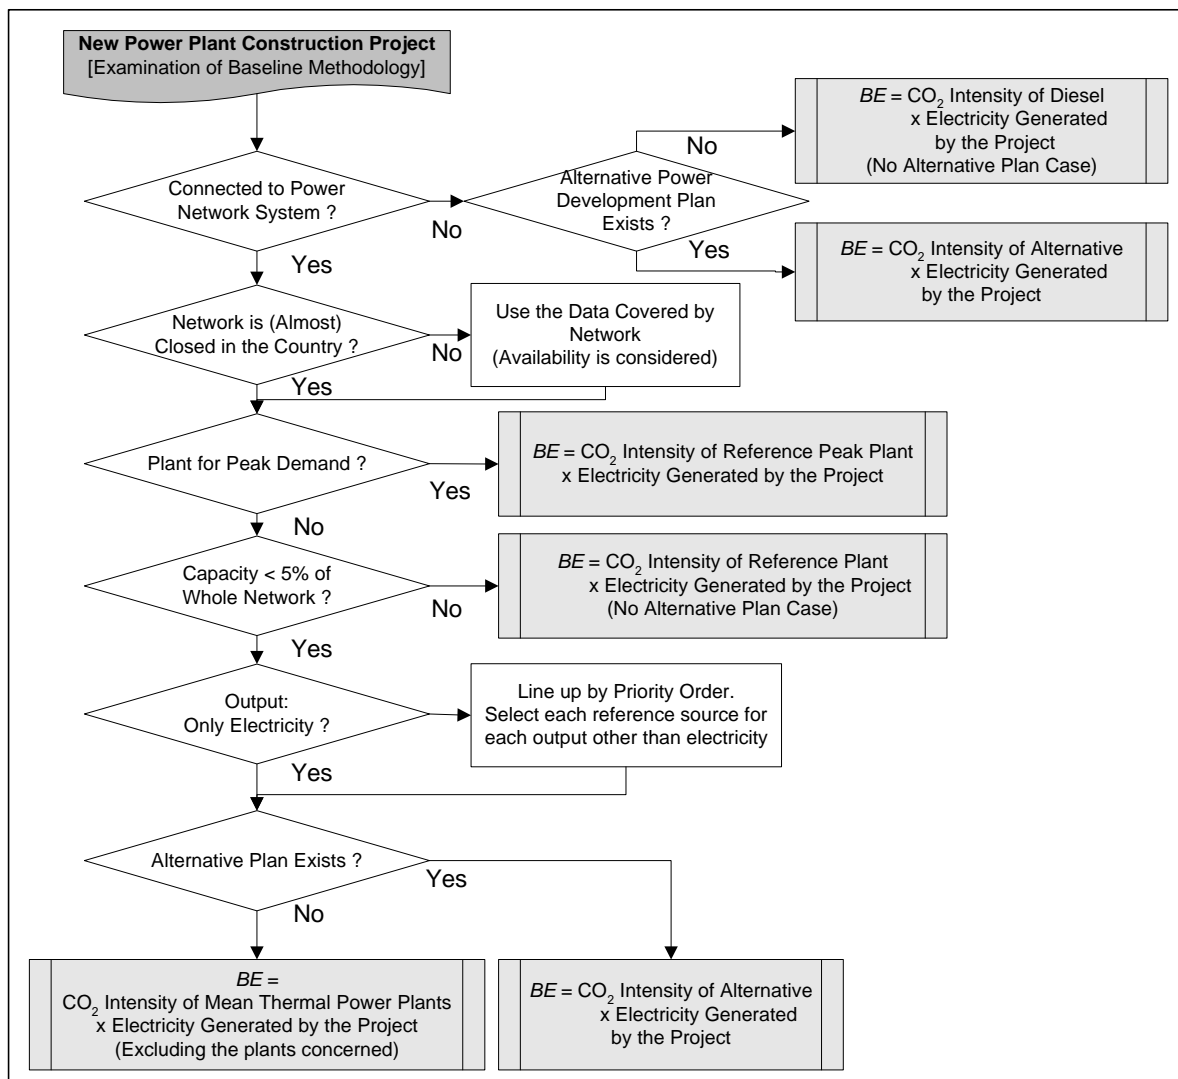 New Power Plant Construction Project
[Examination of Baseline Methodology]
BE = CO2 Intensity of Diesel
x Electricity Generated
by the Project
(No Alternative Plan Case)
No
Connected to Power
Network System ?
No
Alternative Power
Development Plan
Exists ?
Yes
Yes
BE = CO2 Intensity of Alternative
x Electricity Generated
by the Project
Network is (Almost)
Closed in the Country ?
No
Use the Data Covered by
Network
(Availability is considered)
Yes
Plant for Peak Demand ?
Yes
BE = CO2 Intensity of Reference Peak Plant
x Electricity Generated by the Project
No
Capacity < 5% of
Whole Network ?
No
BE = CO2 Intensity of Reference Plant
x Electricity Generated by the Project
(No Alternative Plan Case)
Yes
Output:
Only Electricity ?
Line up by Priority Order.
Select each reference source for
each output other than electricity
Yes
Alternative Plan Exists ?
Yes
No
BE =
CO2 Intensity of Mean Thermal Power Plants
x Electricity Generated by the Project
(Excluding the plants concerned)
BE = CO2 Intensity of Alternative
x Electricity Generated
by the Project